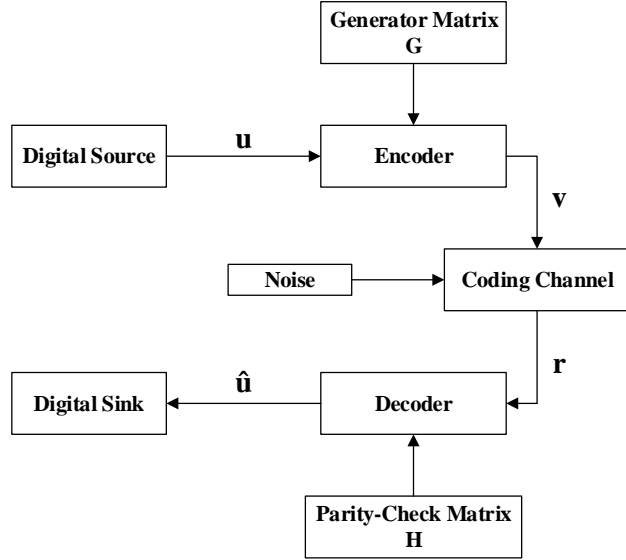 Generator Matrix
G
Digital Source
u
Encoder
v
Noise
Coding Channel
r
Digital Sink
û
Decoder
Parity-Check Matrix
H